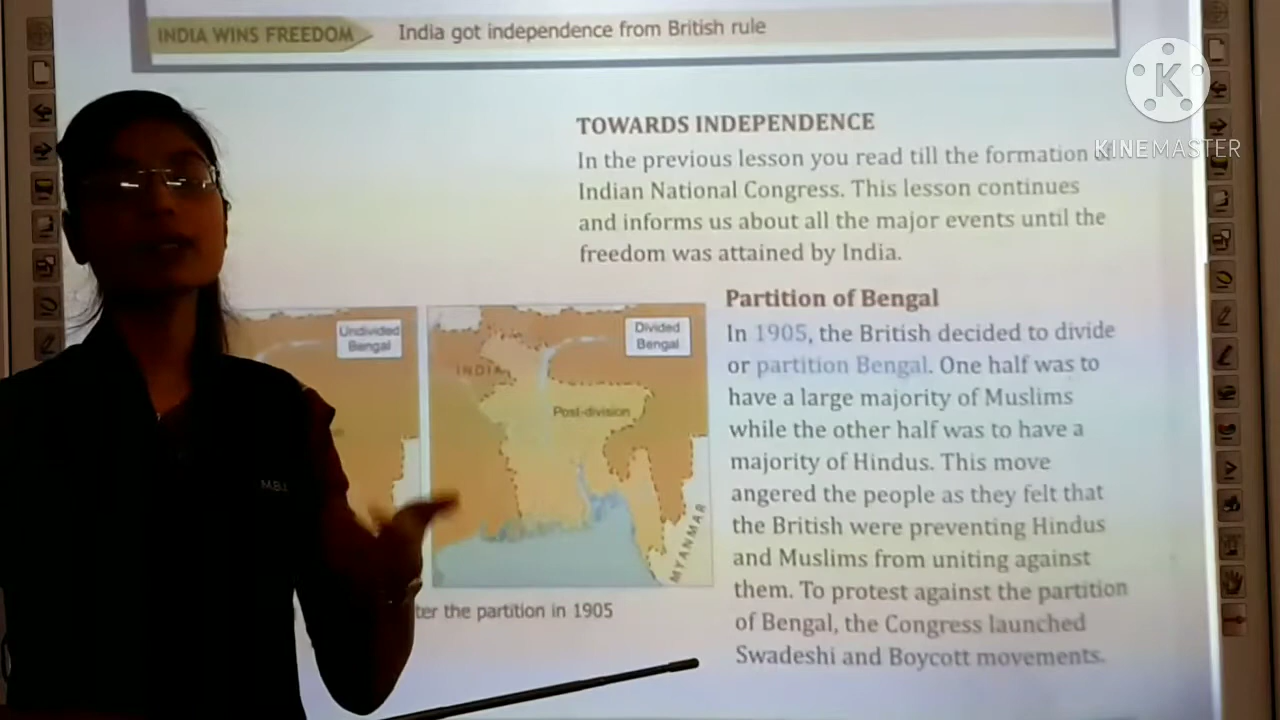 INDIA WINS FREEDOM
India got independence from British rule
KINEMASTER
TOWARDS INDEPENDENCE
In the previous lesson you read till the formation
Indian National Congress. This lesson continues
and informs us about all the major events until the
freedom was attained by India.
Undivided
Bengal
Divided
Bengal
INDIA
Post-division
MYANMAR
ter the partition in 1905
Partition of Bengal
In 1905, the British decided to divide
or partition Bengal. One half was to
have a large majority of Muslims
while the other half was to have a
majority of Hindus. This move
angered the people as they felt that
the British were preventing Hindus
and Muslims from uniting against
them. To protest against the partition
of Bengal, the Congress launched
Swadeshi and Boycott movements.